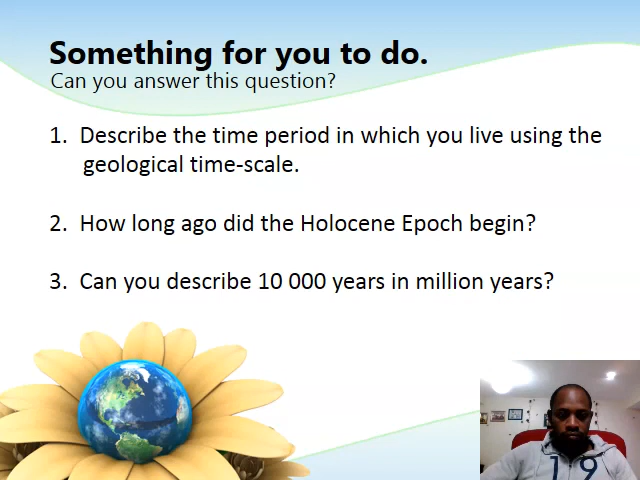 Something for you to do.
Can you answer this question?
1. Describe the time period in which you live using the
geological time-scale.
2. How long ago did the Holocene Epoch begin?
3. Can you describe 10 000 years in million years?
19